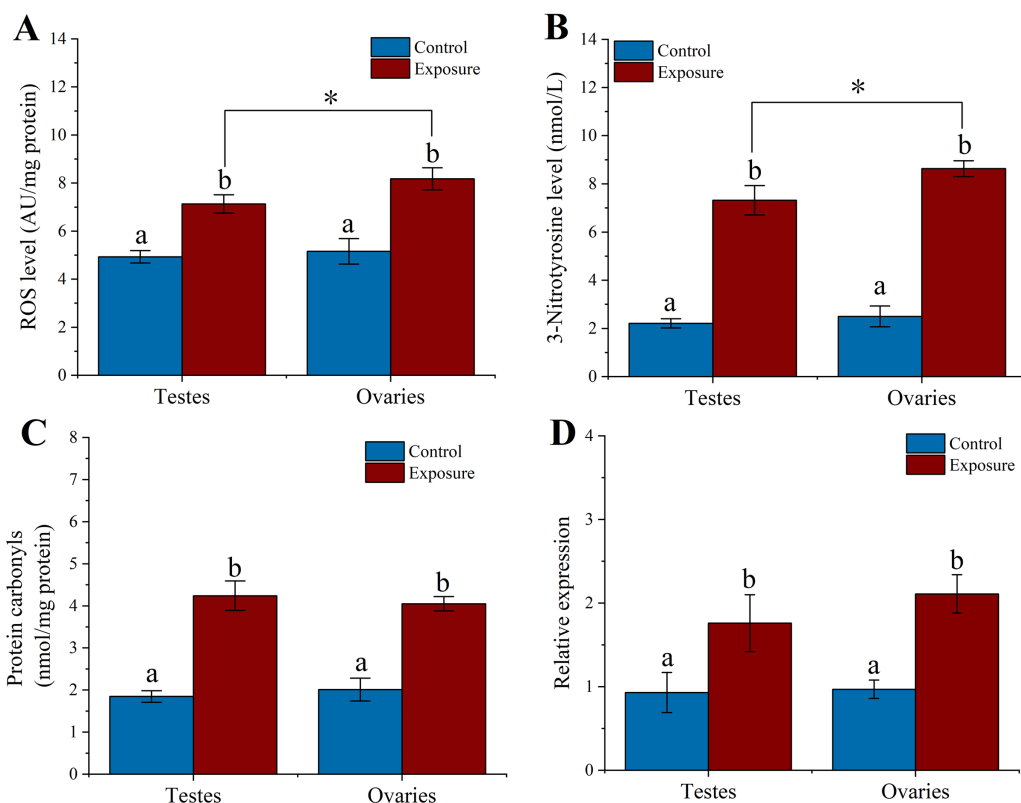 A
14
12
10
8
6
4
2
0
ROS level (AU/mg protein)
Control
Exposure
*
a
b
a
b
Testes
Ovaries
B
14
12
10
8
6
4
2
0
3-Nitrotyrosine level (nmol/L)
Control
Exposure
*
a
b
a
b
Testes
Ovaries
C
8
7
6
5
4
3
2
1
0
Protein carbonyls
(nmol/mg protein)
Control
Exposure
a
b
a
b
Testes
Ovaries
D
4
3
2
1
0
Relative expression
Control
Exposure
a
b
a
b
Testes
Ovaries